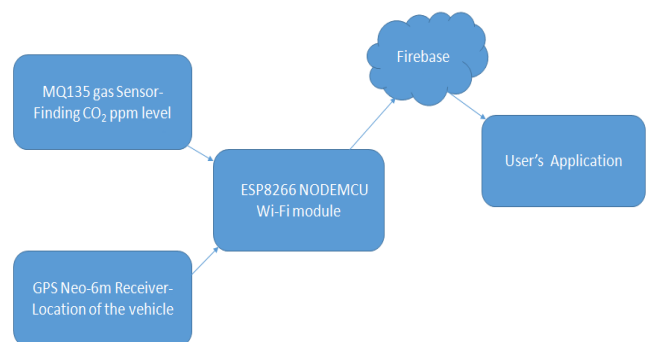 Firebase
MQ135 gas Sensor-
Finding CO₂ ppm level
User's Application
ESP8266 NODEMCU
Wi-Fi module
GPS Neo-6m Receiver-
Location of the vehicle